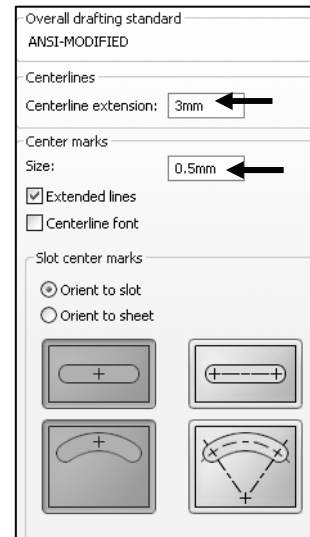 Overall drafting standard
ANSI-MODIFIED
Centerlines
Centerline extension: 3mm
Center marks
Size: 0.5mm
Extended lines
Centerline font
Slot center marks
Orient to slot
Orient to sheet